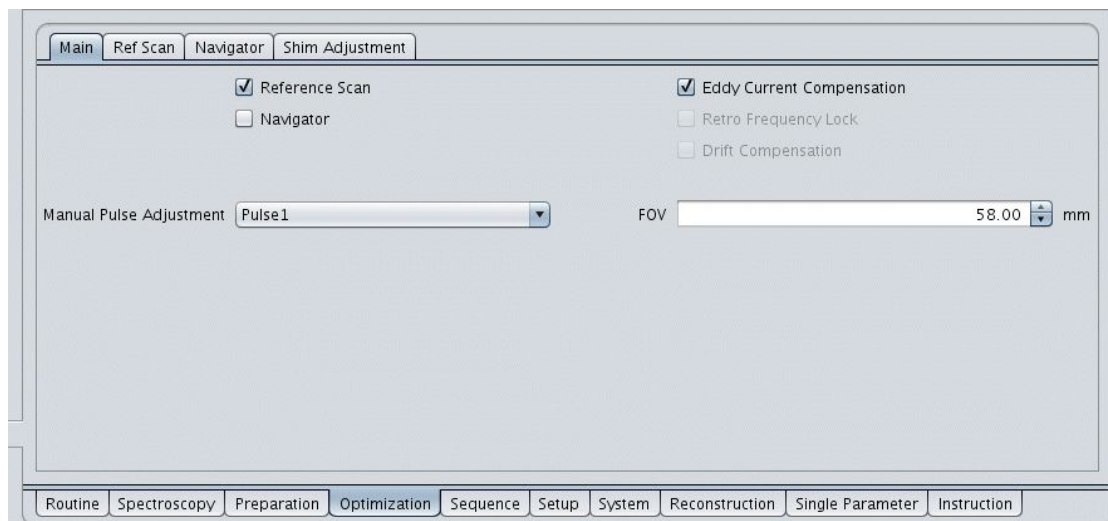 Main Ref Scan Navigator Shim Adjustment
Reference Scan Eddy Current Compensation
Navigator Retro Frequency Lock
Drift Compensation
Manual Pulse Adjustment Pulse1 FOV 58.00 mm
Routine Spectroscopy Preparation Optimization Sequence Setup System Reconstruction Single Parameter Instruction